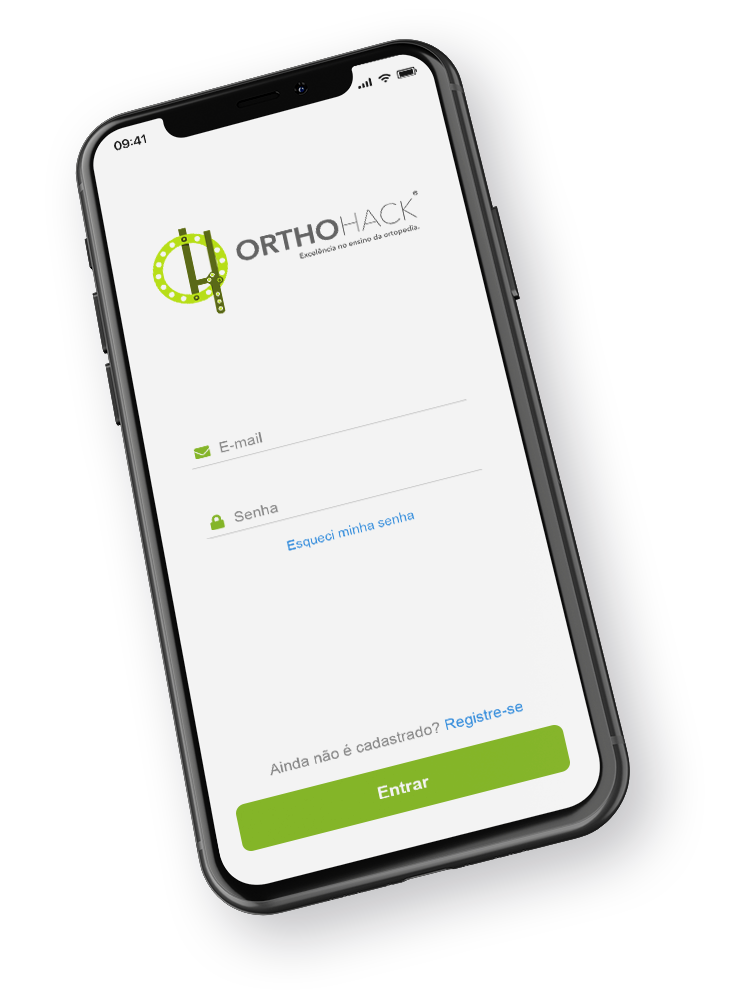 09:41
ORTHOHACK®
Excelência no ensino da ortopedia.
E-mail
Senha
Esqueci minha senha
Ainda não é cadastrado? Registre-se
Entrar